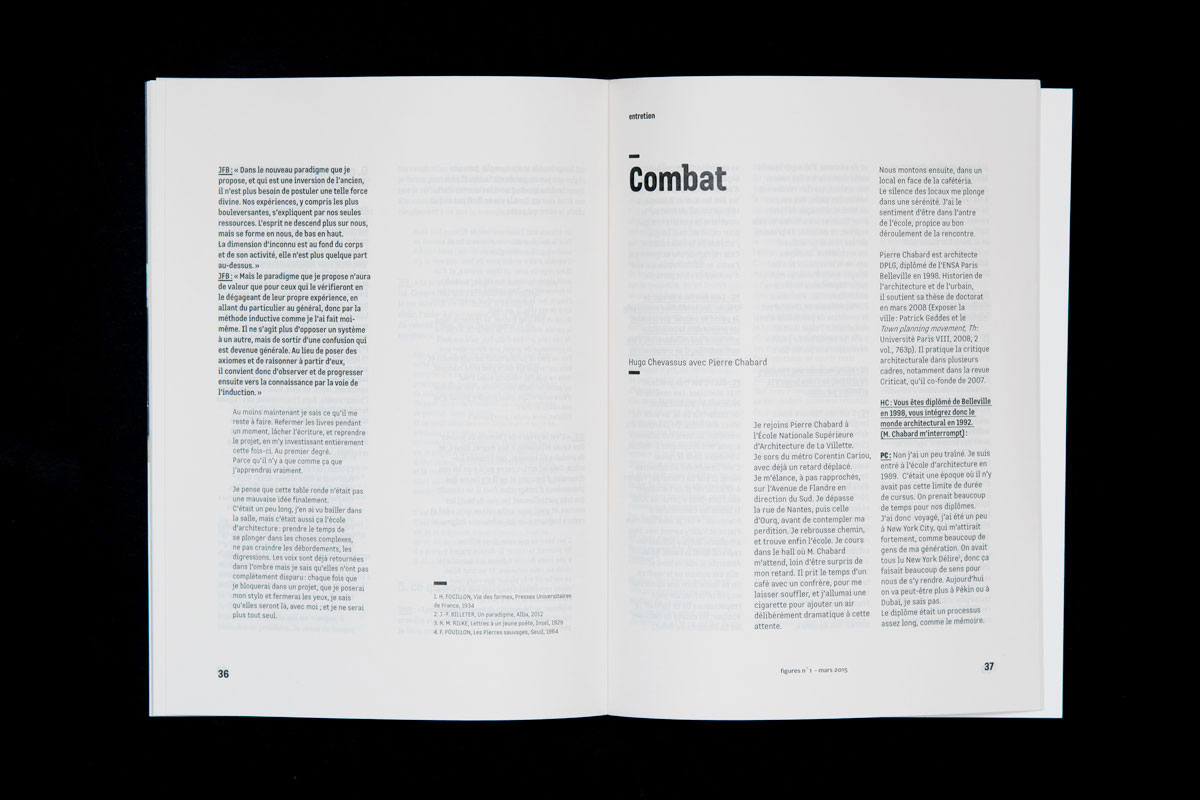 JFB : « Dans le nouveau paradigme que je
propose, et qui est une inversion de l'ancien,
il n'est plus besoin de postuler une telle force
divine. Nos expériences, y compris les plus
bouleversantes, s'expliquent par nos seules
ressources. L'esprit ne descend plus sur nous,
mais se forme en nous, de bas en haut.
La dimension d'inconnu est au fond du corps
et de son activité, elle n'est plus quelque part
au-dessus. »
JFB : « Mais le paradigme que je propose n'aura
de valeur que pour ceux qui le vérifieront en
le dégageant de leur propre expérience, en
allant du particulier au général, donc par la
méthode inductive comme je l'ai fait moi-
même. Il ne s'agit plus d'opposer un système
à un autre, mais de sortir d'une confusion qui
est devenue générale. Au lieu de poser des
axiomes et de raisonner à partir d'eux,
il convient donc d'observer et de progresser
ensuite vers la connaissance par la voie de
l'induction. »
Au moins maintenant je sais ce qu'il me
reste à faire. Refermer les livres pendant
un moment, lâcher l'écriture, et reprendre
le projet, en m'y investissant entièrement
cette fois-ci. Au premier degré.
Parce qu'il n'y a que comme ça que
j'apprendrai vraiment.
Je pense que cette table ronde n'était pas
une mauvaise idée finalement.
C'était un peu long, j'en ai vu bailler dans
la salle, mais c'était aussi ça l'école
d'architecture : prendre le temps de
se plonger dans les choses complexes,
ne pas craindre les débordements, les
digressions. Les voix sont déjà retournées
dans l'ombre mais je sais qu'elles n'ont pas
complètement disparu : chaque fois que
je bloquerai dans un projet, que je poserai
mon stylo et fermerai les yeux, je sais
qu'elles seront là, avec moi ; et je ne serai
plus tout seul.
1. H. FOCILLON, Vie des formes, Presses Universitaires
de France, 1934
2. J.-F. BILLETER, Un paradigme, Allia, 2012
3. R. M. RILKE, Lettres à un jeune poète, Insel, 1929
4. F. POUILLON, Les Pierres sauvages, Seuil, 1964
36
entretien
Combat
Hugo Chevassus avec Pierre Chabard
Je rejoins Pierre Chabard à
l'École Nationale Supérieure
d'Architecture de La Villette.
Je sors du métro Corentin Cariou,
avec déjà un retard déplacé.
Je m'élance, à pas rapprochés,
sur l'Avenue de Flandre en
direction du Sud. Je dépasse
la rue de Nantes, puis celle
d'Ourq, avant de contempler ma
perdition. Je rebrousse chemin,
et trouve enfin l'école. Je cours
dans le hall où M. Chabard
m'attend, loin d'être surpris de
mon retard. Il prit le temps d'un
café avec un confrère, pour me
laisser souffler, et j'allumai une
cigarette pour ajouter un air
délibérément dramatique à cette
attente.
Nous montons ensuite, dans un
local en face de la cafétéria.
Le silence des locaux me plonge
dans une sérénité. J'ai le
sentiment d'être dans l'antre
de l'école, propice au bon
déroulement de la rencontre.
Pierre Chabard est architecte
DPLG, diplômé de l'ENSA Paris
Belleville en 1998. Historien de
l'architecture et de l'urbain,
il soutient sa thèse de doctorat
en mars 2008 (Exposer la
ville : Patrick Geddes et le
Town planning movement, Th:
Université Paris VIII, 2008, 2
vol., 763p). Il pratique la critique
architecturale dans plusieurs
cadres, notamment dans la revue
Criticat, qu'il co-fonde de 2007.
HC : Vous êtes diplômé de Belleville
en 1998, vous intégrez donc le
monde architectural en 1992.
(M. Chabard m'interrompt) :
PC : Non j'ai un peu traîné. Je suis
entré à l'école d'architecture en
1989. C'était une époque où il n'y
avait pas cette limite de durée
de cursus. On prenait beaucoup
de temps pour nos diplômes.
J'ai donc voyagé, j'ai été un peu
à New York City, qui m'attirait
fortement, comme beaucoup de
gens de ma génération. On avait
tous lu New York Délire¹, donc ça
faisait beaucoup de sens pour
nous de s'y rendre. Aujourd'hui
on va peut-être plus à Pékin ou à
Dubaï, je sais pas.
Le diplôme était un processus
assez long, comme le mémoire.
figures n°1 - mars 2015
37